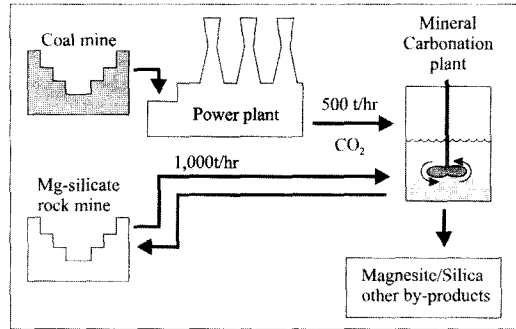 Coal mine
Mineral
Carbonation
plant
Power plant
500 t/hr
CO2
1,000t/hr
Mg-silicate
rock mine
Magnesite/Silica
other by-products